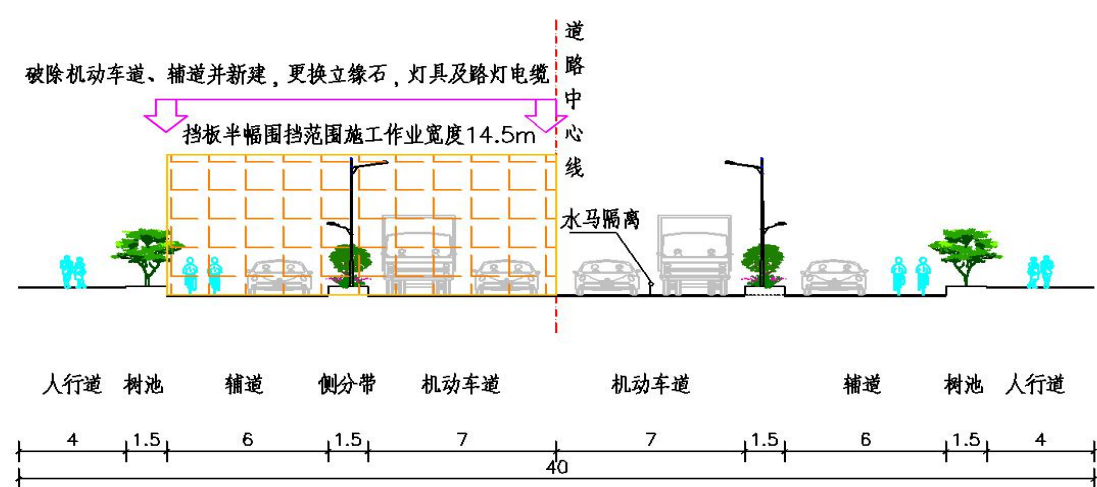 道路中心线
破除机动车道、辅道并新建，更换立缘石，灯具及路灯电缆
挡板半幅围挡范围施工作业宽度14.5m
水马隔离
人行道 树池 辅道 侧分带 机动车道 机动车道 辅道 树池 人行道
4 1.5 6 1.5 7 7 1.5 6 1.5 4
40